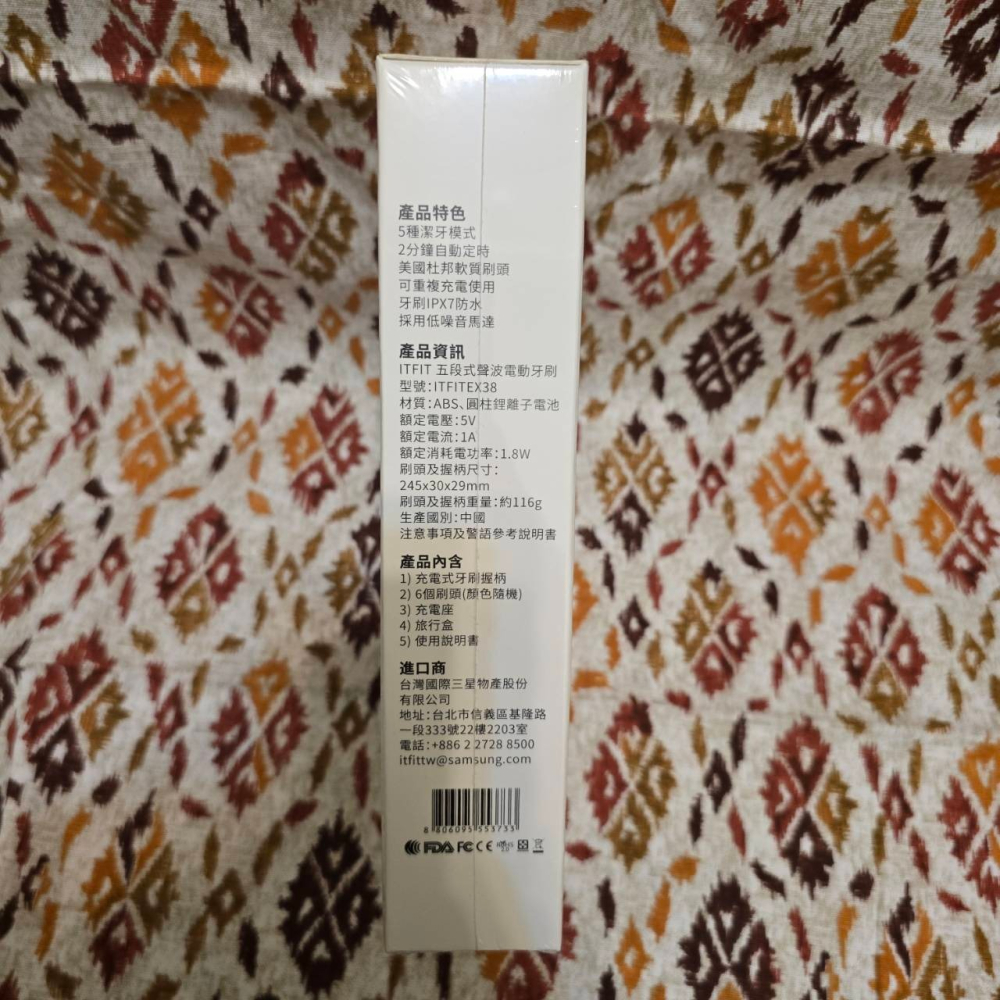 產品特色
5種潔牙模式
2分鐘自動定時
美國杜邦軟質刷頭
可重複充電使用
牙刷IPX7防水
採用低噪音馬達
產品資訊
ITFIT 五段式聲波電動牙刷
型號:ITFITEX38
材質:ABS、圓柱鋰離子電池
額定電壓:5V
額定電流:1A
額定消耗電功率:1.8W
刷頭及握柄尺寸:
245x30x29mm
刷頭及握柄重量:約116g
生產國別:中國
注意事項及警語參考說明書
產品內含
1) 充電式牙刷握柄
2) 6個刷頭(顏色隨機)
3) 充電座
4) 旅行盒
5) 使用說明書
進口商
台灣國際三星物產股份
有限公司
地址:台北市信義區基隆路
一段333號22樓2203室
電話:+886 2 2728 8500
itfittw@samsung.com
8 806095 553733
FDA FC CE